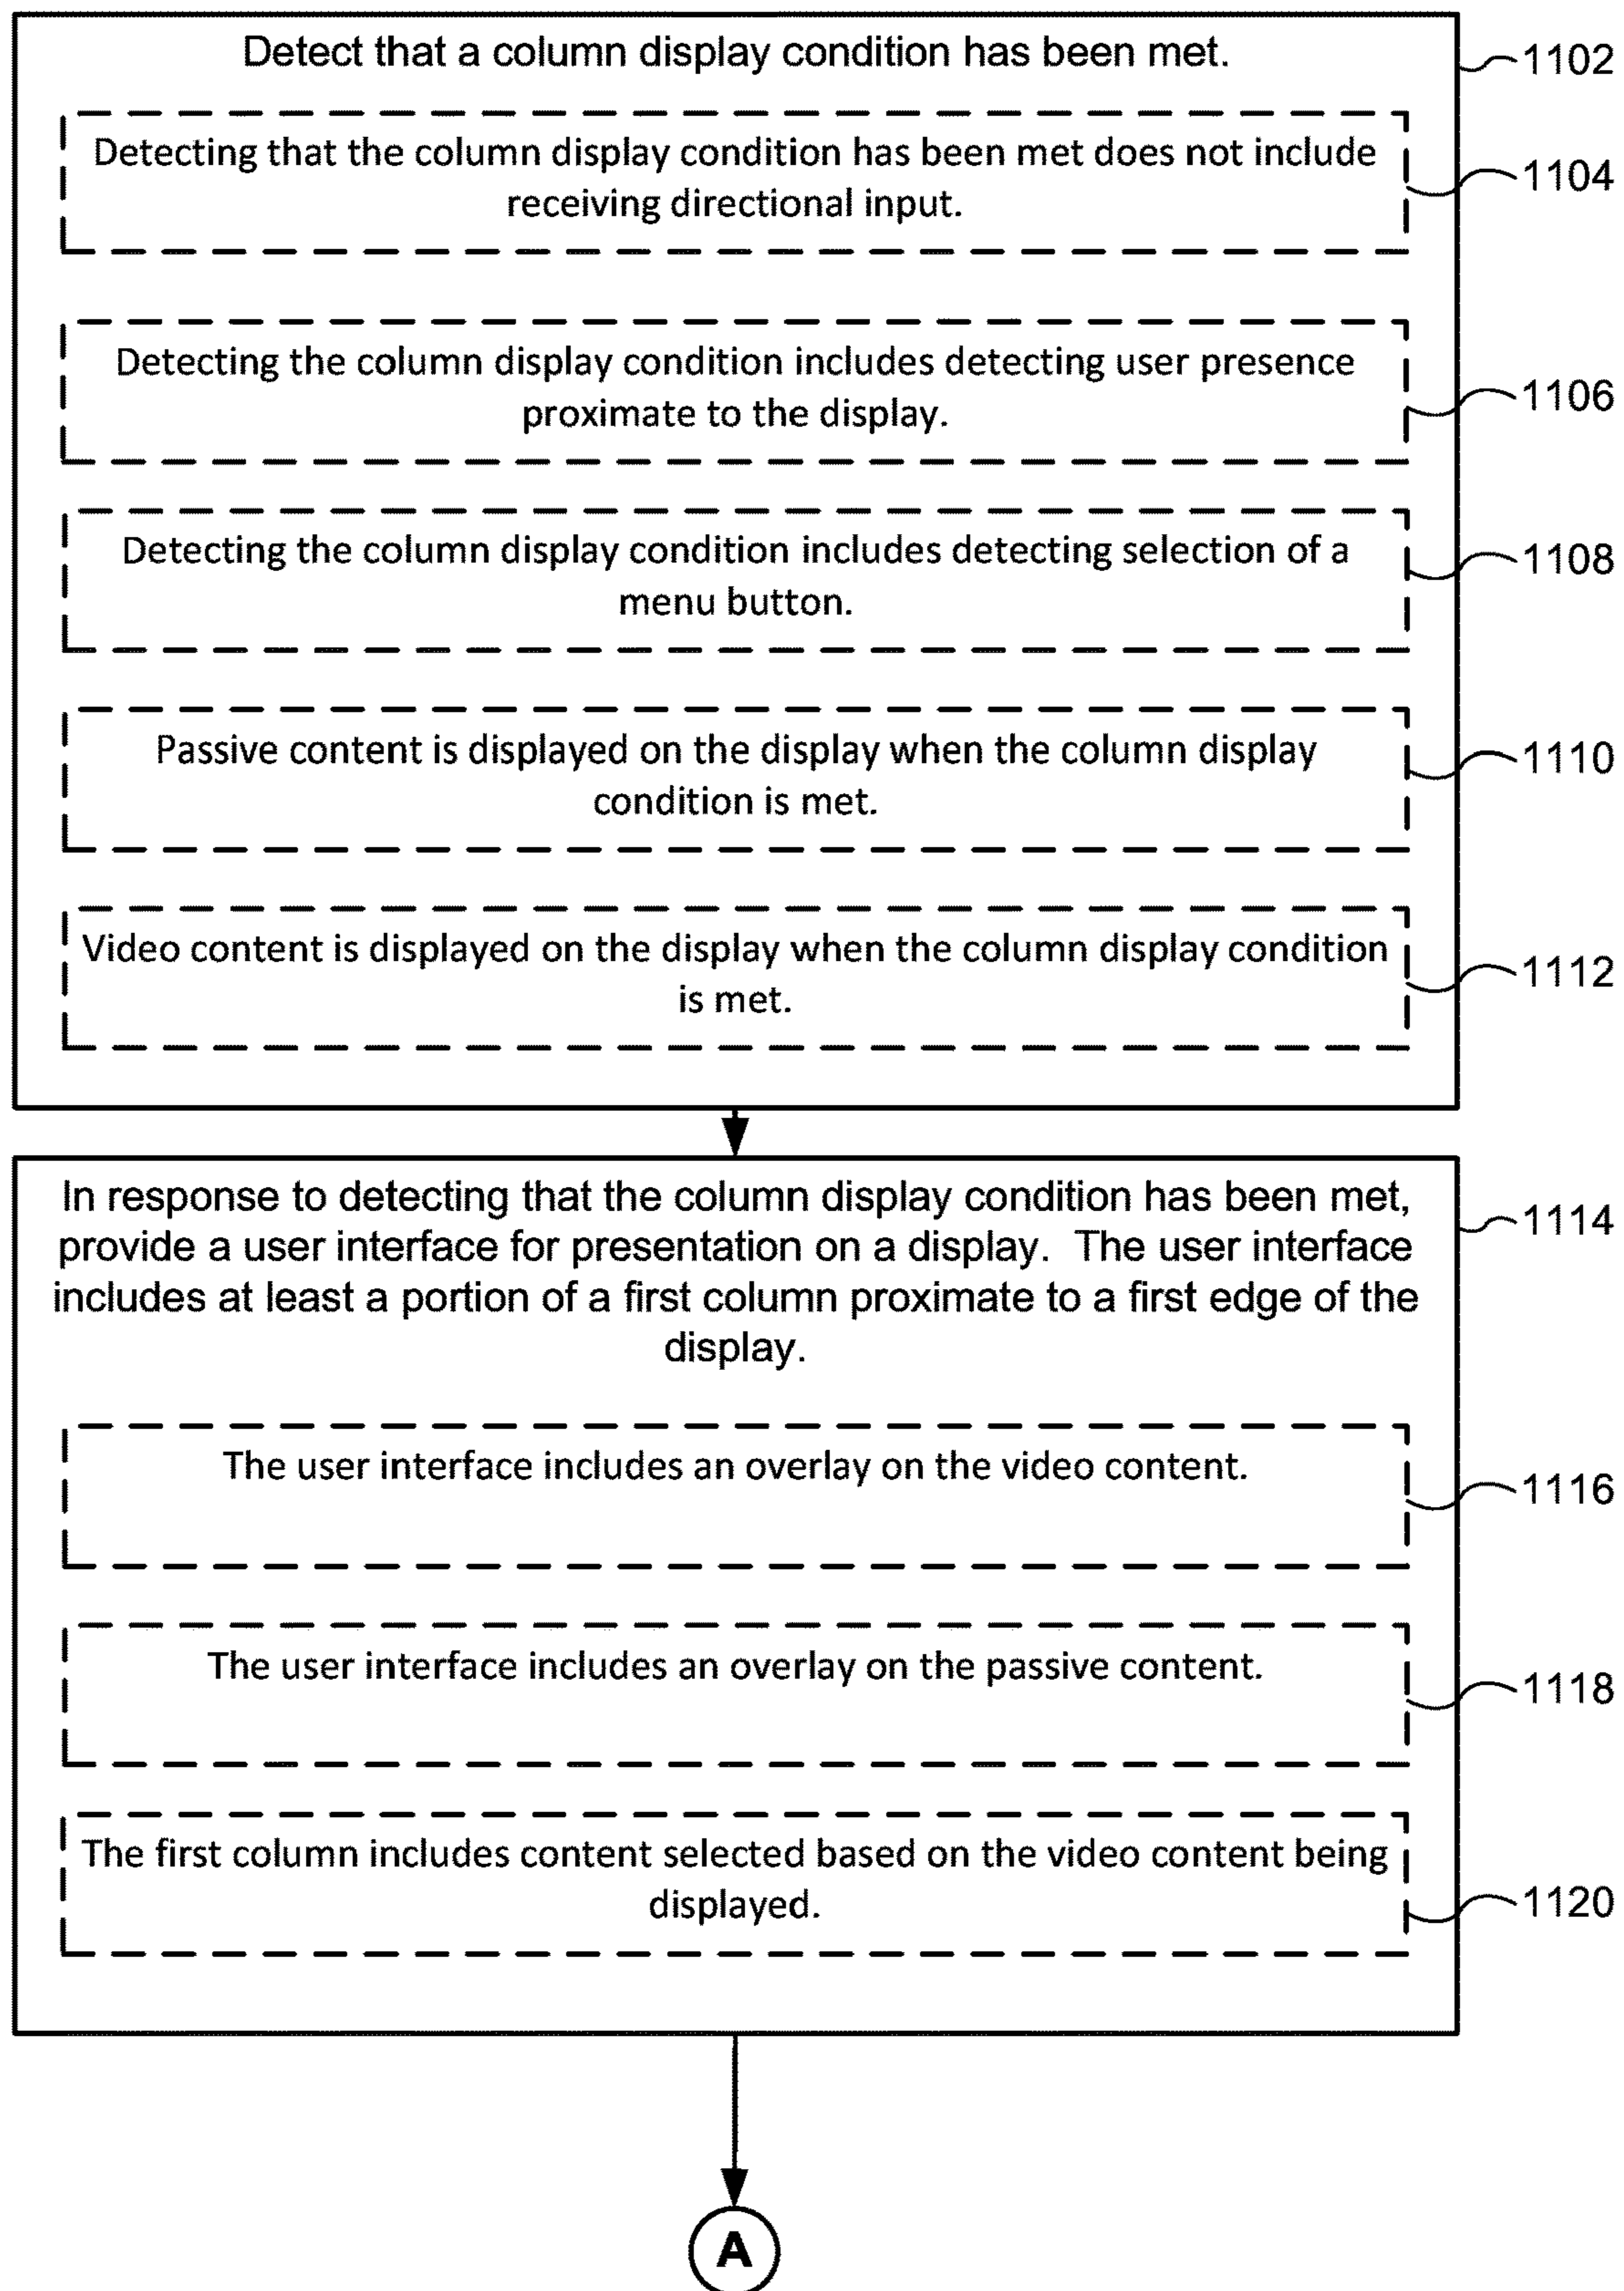 Detect that a column display condition has been met.
1102
Detecting that the column display condition has been met does not include
receiving directional input.
1104
Detecting the column display condition includes detecting user presence
proximate to the display.
1106
Detecting the column display condition includes detecting selection of a
menu button.
1108
Passive content is displayed on the display when the column display
condition is met.
1110
Video content is displayed on the display when the column display condition
is met.
1112
In response to detecting that the column display condition has been met,
provide a user interface for presentation on a display.  The user interface
includes at least a portion of a first column proximate to a first edge of the
display.
1114
The user interface includes an overlay on the video content.
1116
The user interface includes an overlay on the passive content.
1118
The first column includes content selected based on the video content being
displayed.
1120
A